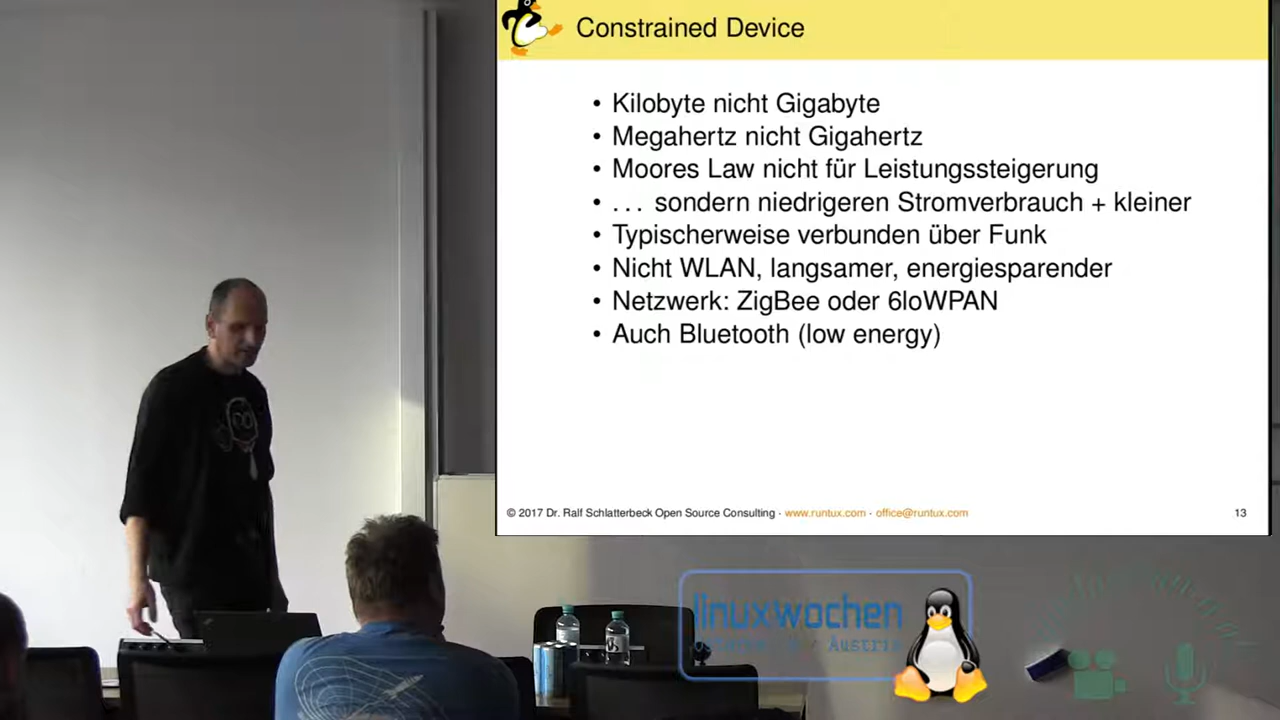 Constrained Device
• Kilobyte nicht Gigabyte
• Megahertz nicht Gigahertz
• Moores Law nicht für Leistungssteigerung
• . . . sondern niedrigeren Stromverbrauch + kleiner
• Typischerweise verbunden über Funk
• Nicht WLAN, langsamer, energiesparender
• Netzwerk: ZigBee oder 6loWPAN
• Auch Bluetooth (low energy)
© 2017 Dr. Ralf Schlatterbeck Open Source Consulting · www.runtux.com · office@runtux.com 13
linuxwochen
Austria